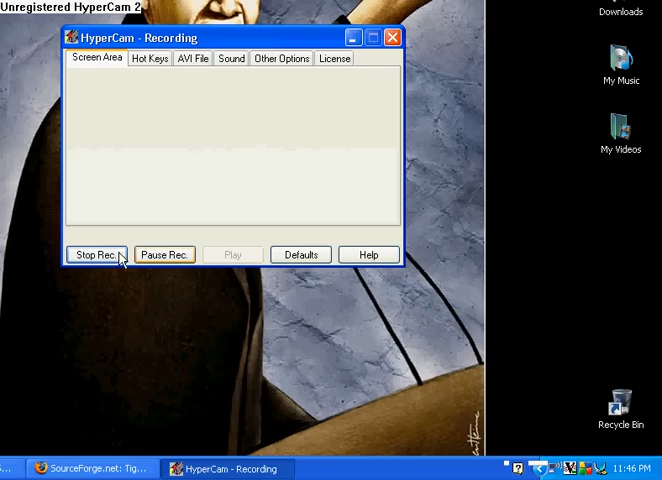 Unregistered HyperCam 2
Downloads
HyperCam - Recording
Screen Area Hot Keys AVI File Sound Other Options License
My Music
My Videos
Stop Rec. Pause Rec. Play Defaults Help
Recycle Bin
S... SourceForge.net: Tig... HyperCam - Recording 11:46 PM